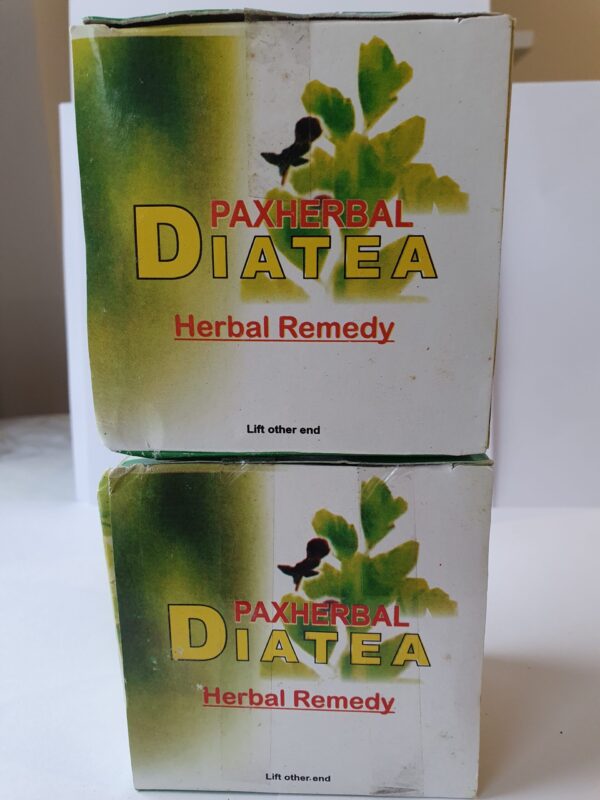 PAXHERBAL
DIATEA
Herbal Remedy
Lift other end
PAXHERBAL
DIATEA
Herbal Remedy
Lift other end